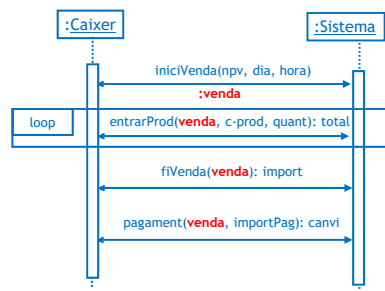 :Caixer
:Sistema
iniciVenda(npv, dia, hora)
:venda
loop
entrarProd(venda, c-prod, quant): total
fiVenda(venda): import
pagament(venda, importPag): canvi